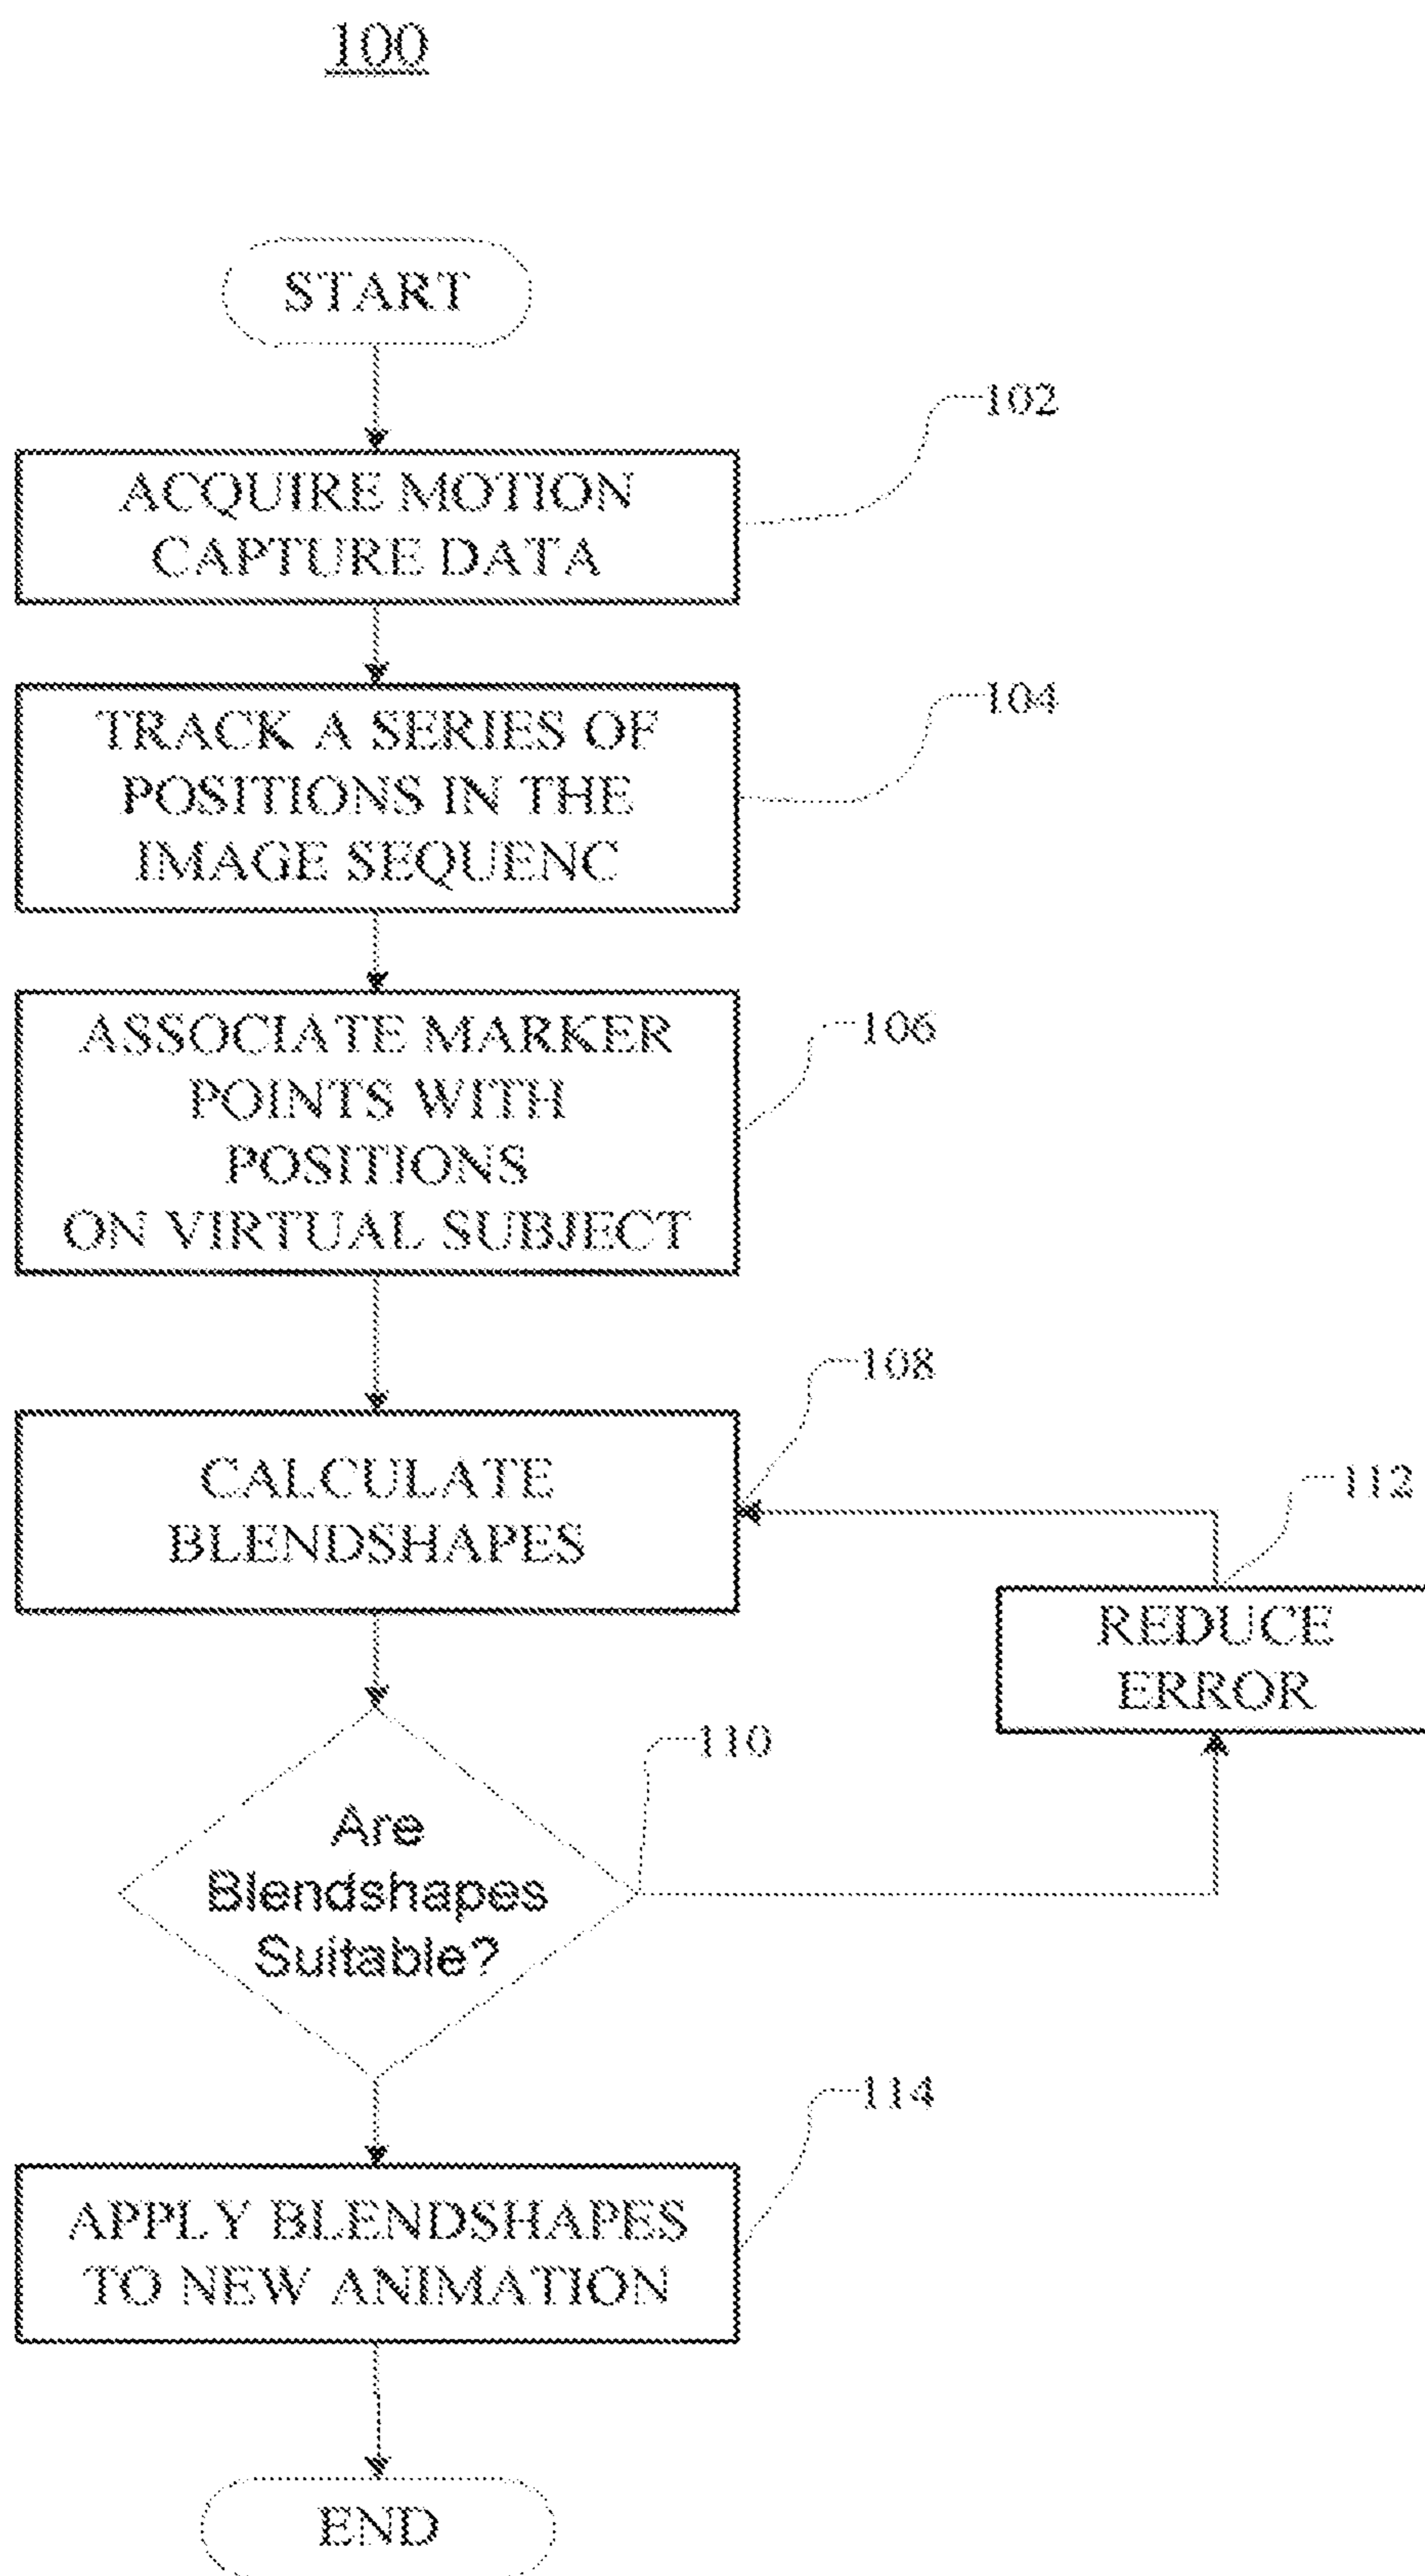 100
START
102
ACQUIRE MOTION
CAPTURE DATA
104
TRACK A SERIES OF
POSITIONS IN THE
IMAGE SEQUENC
106
ASSOCIATE MARKER
POINTS WITH
POSITIONS
ON VIRTUAL SUBJECT
108
CALCULATE
BLENDSHAPES
112
REDUCE
ERROR
110
Are
Blendshapes
Suitable?
114
APPLY BLENDSHAPES
TO NEW ANIMATION
END